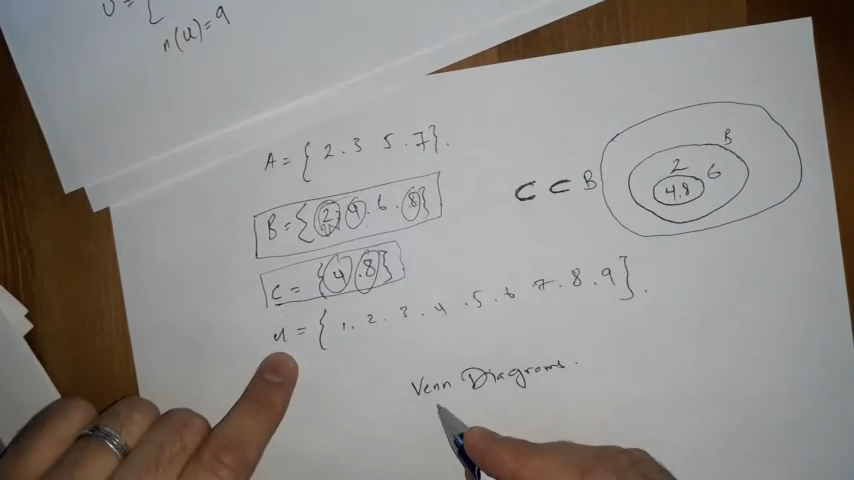 U = {
n(U) = 9
A = { 2 . 3 5 . 7 } .
B = { 2 4 . 6 . 8 }
C = { 4 . 8 }
U = { 1 . 2 . 3 . 4 . 5 . 6 7 . 8 . 9 } .
C ⊂ B
B
2
6
4.8
Venn Diagrams .